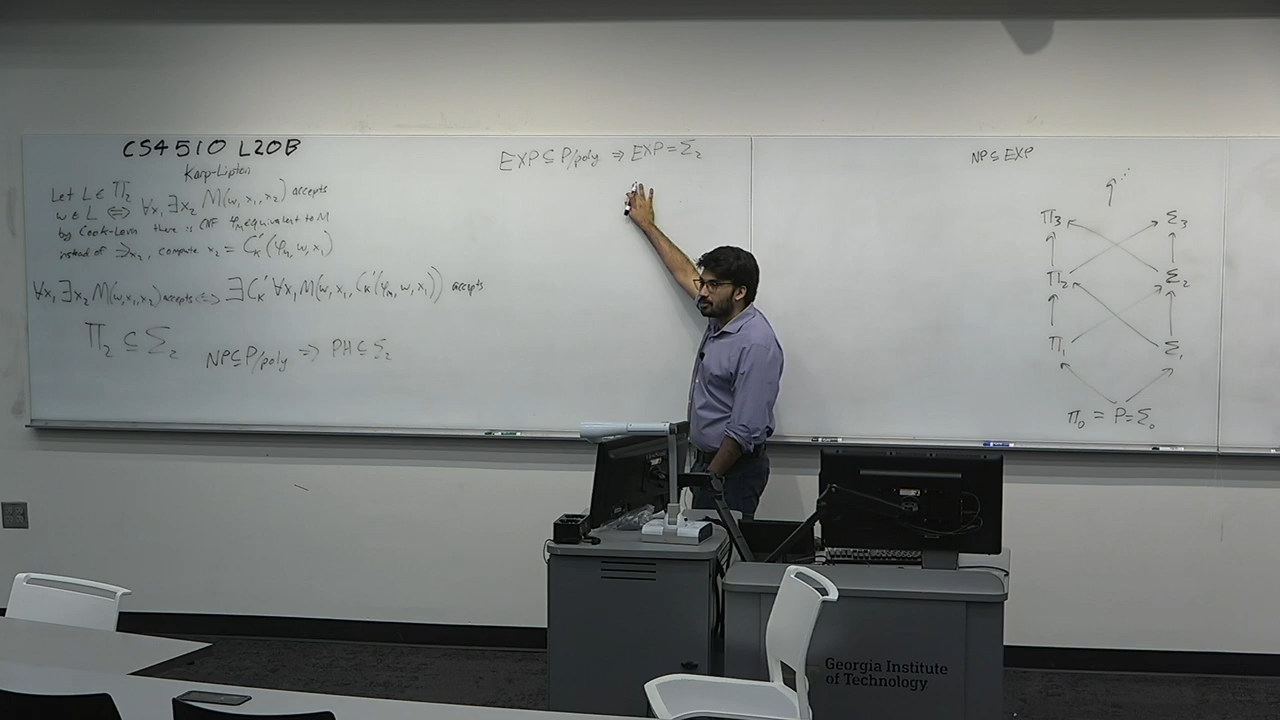 CS4510 L20B
Karp-Lipton
Let L ∈ Π₂
w ∈ L ⇔ ∀x₁ ∃x₂ M(w, x₁, x₂) accepts
by Cook-Levin there is CNF φ_M equivalent to M
instead of ∃x₂, compute x₂ = C'_K(φ_M, w, x₁)
∀x₁ ∃x₂ M(w, x₁, x₂) accepts ⇔ ∃C'_K ∀x₁ M(w, x₁, C'_K(φ_M, w, x₁)) accepts
Π₂ ⊆ Σ₂
NP⊆P/poly ⇒ PH ⊆ Σ₂
EXP ⊆ P/poly ⇒ EXP = Σ₂
NP ⊆ EXP
Π₃ Σ₃
Π₂ Σ₂
Π₁ Σ₁
Π₀ = P = Σ₀
Georgia Institute
of Technology